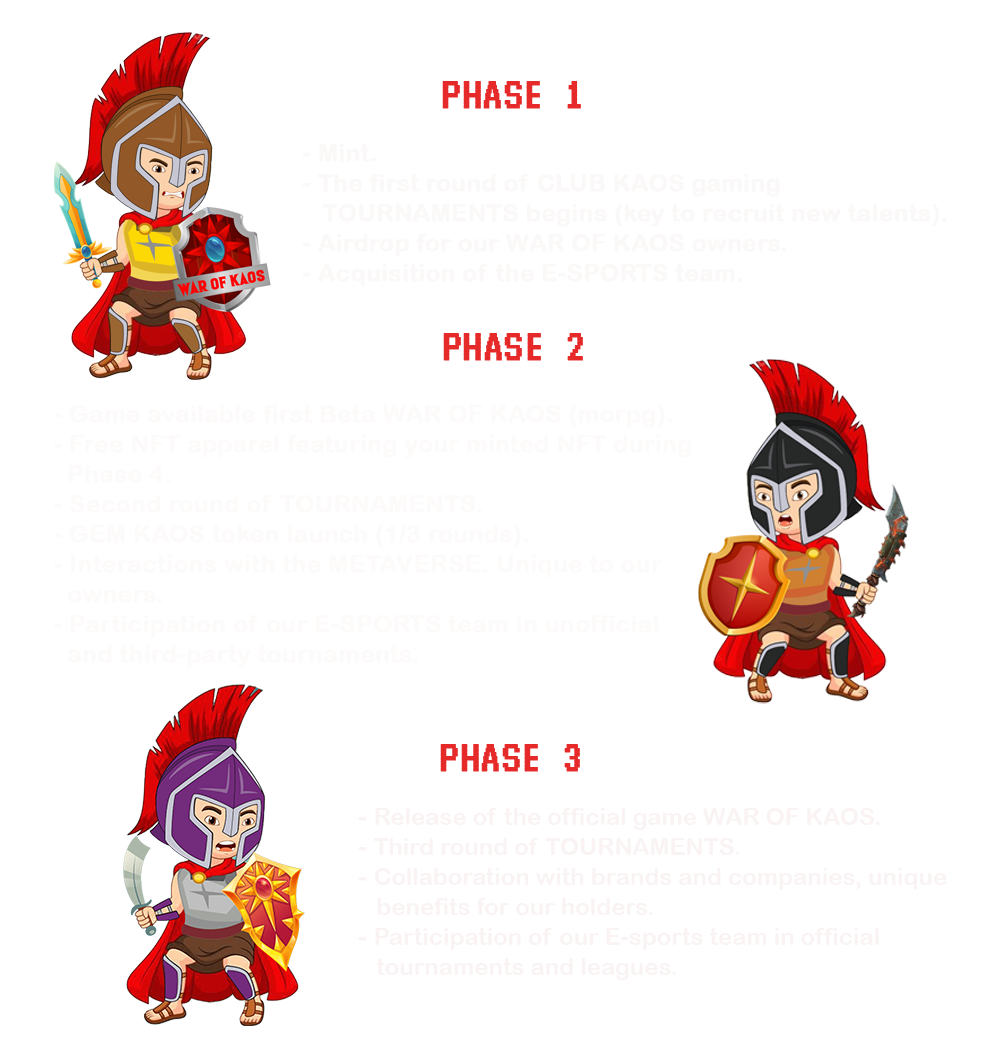 PHASE 1
- Mint.
- The first round of CLUB KAOS gaming
TOURNAMENTS begins (key to recruit new talents).
- Airdrop for our WAR OF KAOS owners.
- Acquisition of the E-SPORTS team.
WAR OF KAOS
PHASE 2
- Game available first Beta WAR OF KAOS (morpg).
- Free NFT apparel featuring your minted NFT during
Phase 4.
- Second round of TOURNAMENTS.
- GEM KAOS token launch (1/3 rounds).
- Interactions with the METAVERSE. Unique to our
owners.
- Participation of our E-SPORTS team in unofficial
and third-party tournaments.
PHASE 3
- Release of the official game WAR OF KAOS.
- Third round of TOURNAMENTS.
- Collaboration with brands and companies, unique
benefits for our holders.
- Participation of our E-sports team in official
tournaments and leagues.